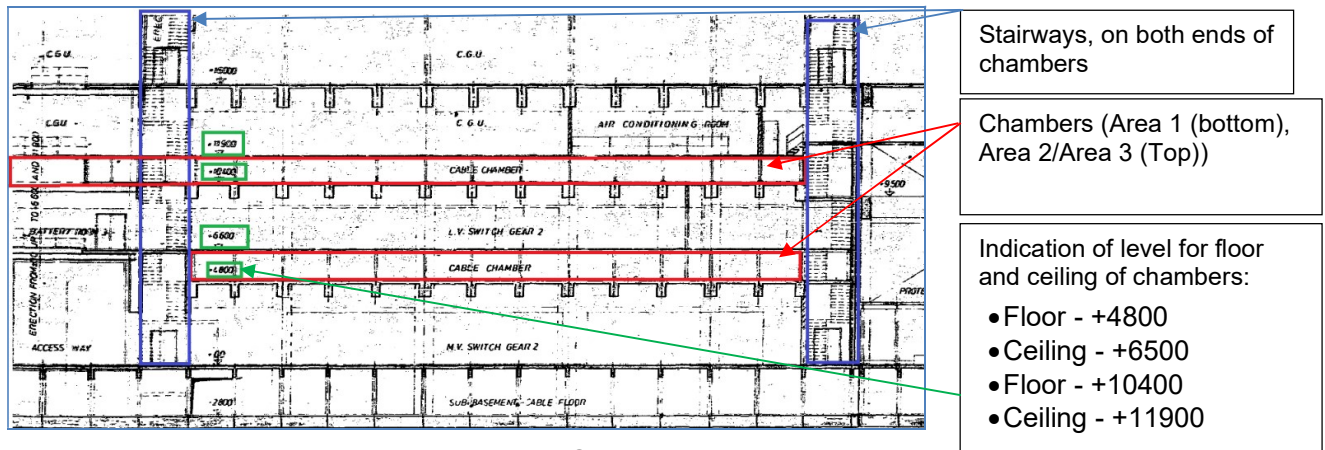 EREC
C.G.U.
C.G.U.
+15000
C.G.U.
C.G.U.
AIR CONDITIONING ROOM
+11900
+10400
CABLE CHAMBER
+9500
BATTERY ROOM
+6600
L.V. SWITCH GEAR 2
+4800
CABLE CHAMBER
PROTE
ACCESS WAY
M.V. SWITCH GEAR 2
-2800
SUB-BASEMENT-CABLE FLOOR
Stairways, on both ends of
chambers
Chambers (Area 1 (bottom),
Area 2/Area 3 (Top))
Indication of level for floor
and ceiling of chambers:
•Floor - +4800
•Ceiling - +6500
•Floor - +10400
•Ceiling - +11900